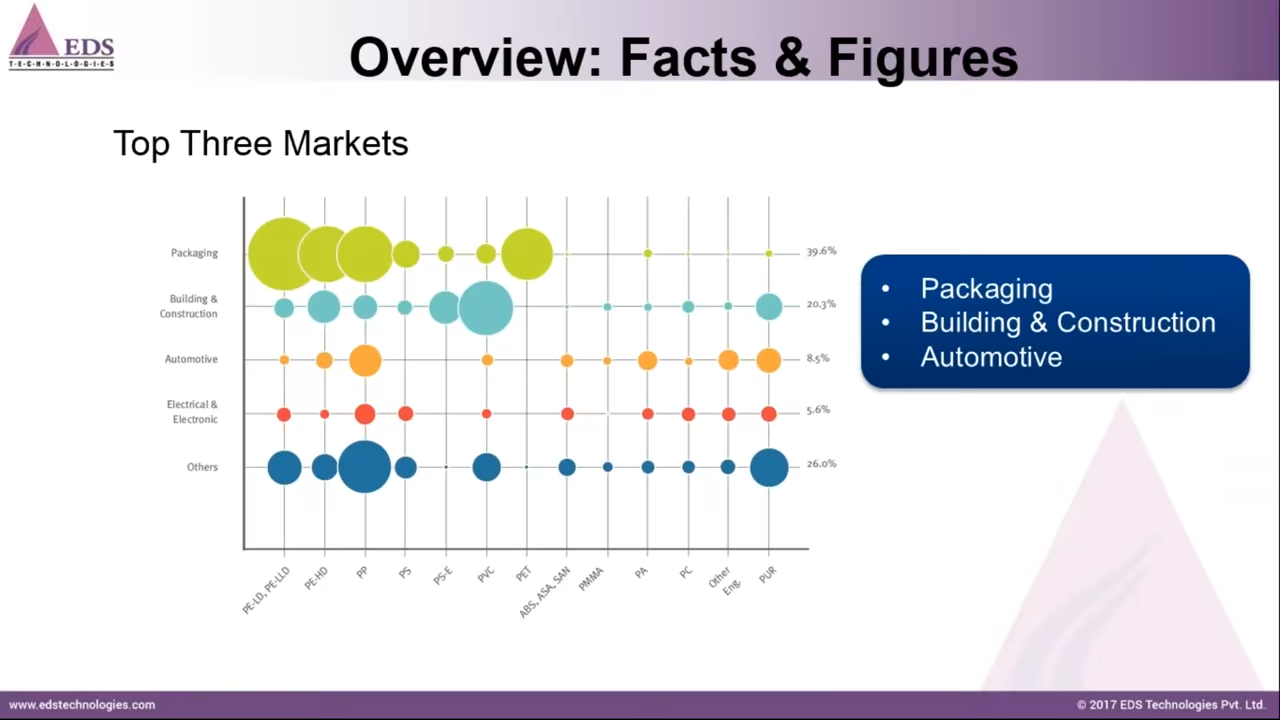 EDS
T·E·C·H·N·O·L·O·G·I·E·S
Overview: Facts & Figures
Top Three Markets
Packaging
39.6%
Building &
Construction
20.3%
Automotive
8.5%
Electrical &
Electronic
5.6%
Others
26.0%
PE-LD, PE-LLD
PE-HD
PP
PS
PS-E
PVC
PET
ABS, ASA, SAN
PMMA
PA
PC
Other
Eng.
PUR
• Packaging
• Building & Construction
• Automotive
www.edstechnologies.com
© 2017 EDS Technologies Pvt. Ltd.